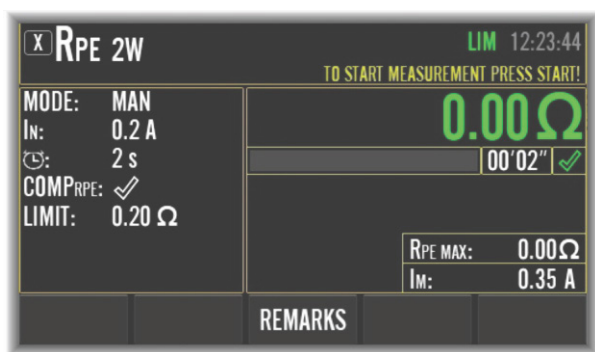 X RPE 2W LIM 12:23:44
TO START MEASUREMENT PRESS START!
MODE: MAN
IN: 0.2 A
: 2 s
COMPRPE: ✓
LIMIT: 0.20 Ω
0.00 Ω
00'02" ✓
RPE MAX: 0.00Ω
IM: 0.35 A
REMARKS